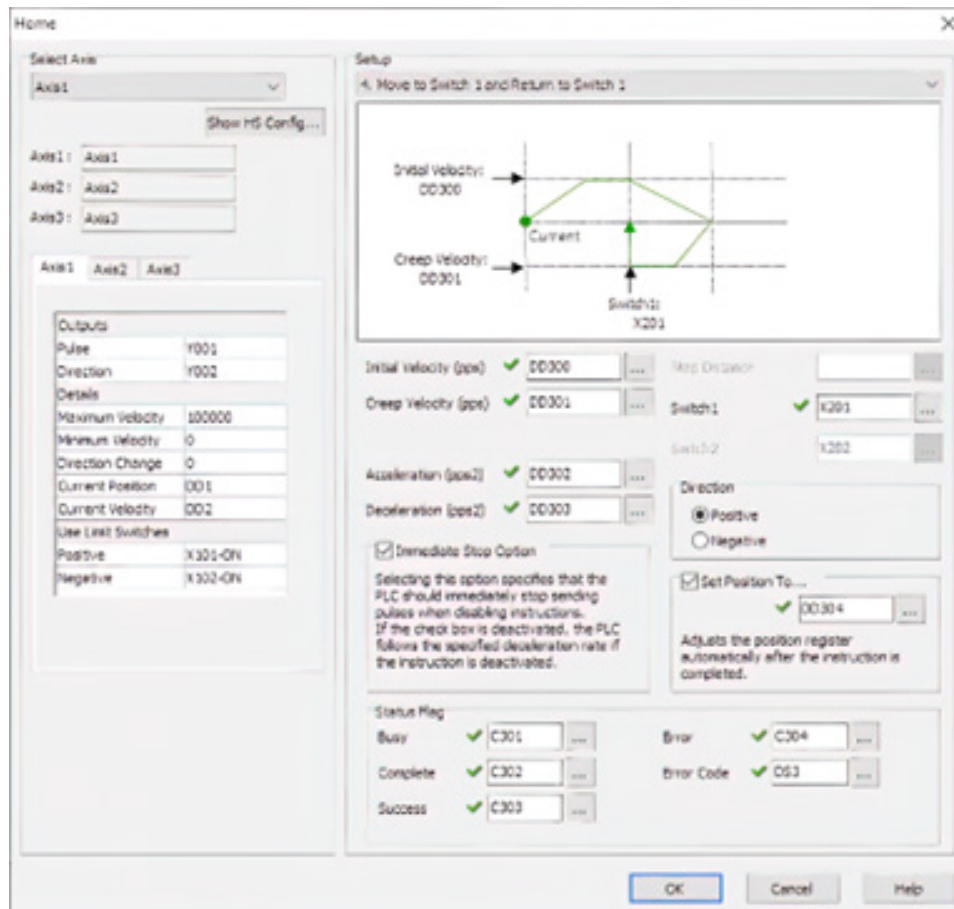 Home
Select Axis
Axis1
Show HS Config...
Axis1: Axis1
Axis2: Axis2
Axis3: Axis3
Axis1 Axis2 Axis3
Outputs
Pulse Y001
Direction Y002
Details
Maximum Velocity 100000
Minimum Velocity 0
Direction Change 0
Current Position DD1
Current Velocity DD2
Use Limit Switches
Positive X101-ON
Negative X102-ON
Setup
4. Move to Switch 1 and Return to Switch 1
Initial Velocity:
DD300
Current
Creep Velocity:
DD301
Switch1:
X201
Initial Velocity (pps) DD300 ...
Stop Distance ...
Creep Velocity (pps) DD301 ...
Switch1 X201 ...
Switch2 X202 ...
Acceleration (pps2) DD302 ...
Deceleration (pps2) DD303 ...
Direction
Positive
Negative
Immediate Stop Option
Selecting this option specifies that the
PLC should immediately stop sending
pulses when disabling instructions.
If the check box is deactivated, the PLC
follows the specified deceleration rate if
the instruction is deactivated.
Set Position To...
DD304 ...
Adjusts the position register
automatically after the instruction is
completed.
Status Flag
Busy C301 ...
Error C304 ...
Complete C302 ...
Error Code DS3 ...
Success C303 ...
OK Cancel Help